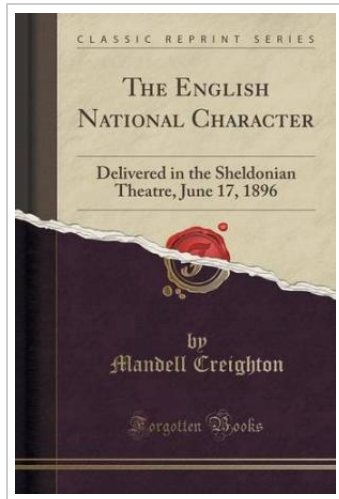 CLASSIC REPRINT SERIES
THE ENGLISH
NATIONAL CHARACTER
Delivered in the Sheldonian
Theatre, June 17, 1896
by
Mandell Creighton
Forgotten Books